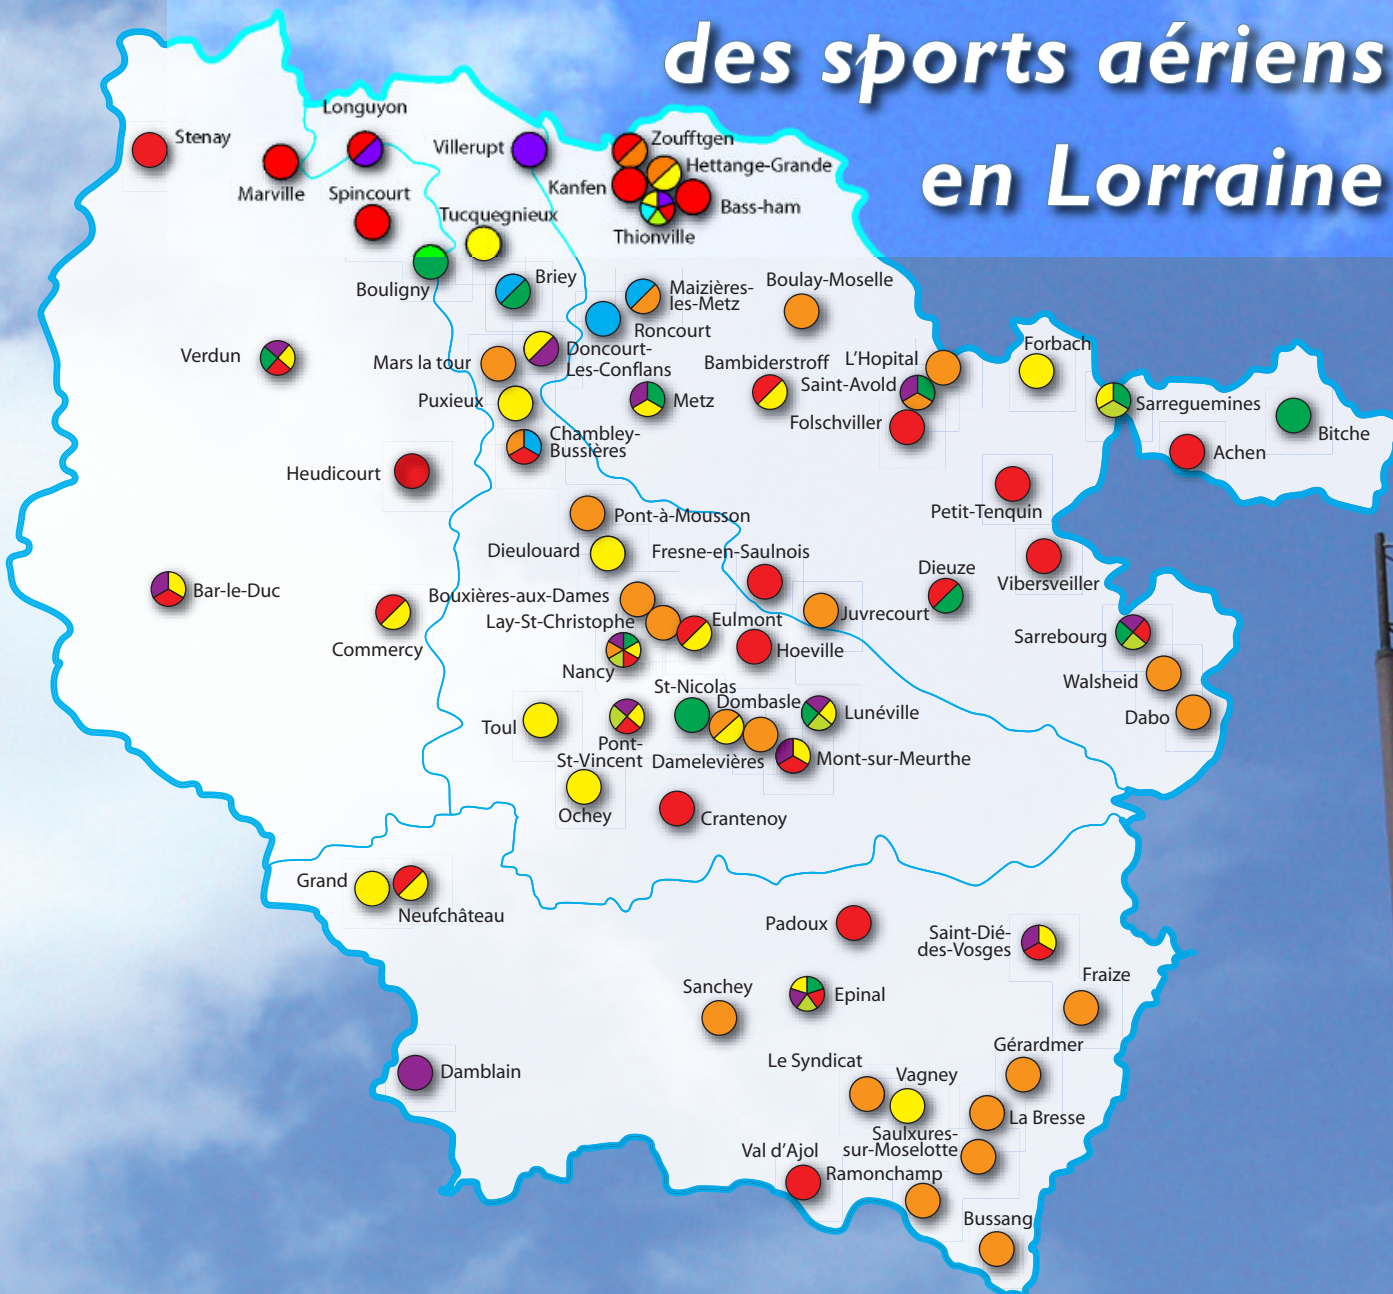 des sports aériens
en Lorraine
Longuyon
Stenay
Villerupt
Zoufftgen
Hettange-Grande
Kanfen
Marville
Spincourt
Bass-ham
Tucquegnieux
Thionville
Bouligny
Briey
Maizières-
les-Metz
Boulay-Moselle
Roncourt
Verdun
Mars la tour
Doncourt-
Les-Conflans
Bambiderstroff
L'Hopital
Forbach
Saint-Avold
Puxieux
Metz
Folschviller
Sarreguemines
Bitche
Chambley-
Bussières
Achen
Heudicourt
Petit-Tenquin
Pont-à-Mousson
Dieulouard
Fresne-en-Saulnois
Dieuze
Vibersveiller
Bar-le-Duc
Bouxières-aux-Dames
Juvrecourt
Lay-St-Christophe
Eulmont
Sarrebourg
Commercy
Hoeville
Nancy
Walsheid
St-Nicolas
Dombasle
Lunéville
Dabo
Toul
Pont-
St-Vincent
Damelevières
Mont-sur-Meurthe
Ochey
Crantenoy
Grand
Neufchâteau
Padoux
Saint-Dié-
des-Vosges
Fraize
Sanchey
Epinal
Gérardmer
Le Syndicat
Damblain
Vagney
La Bresse
Saulxures-
sur-Moselotte
Val d'Ajol
Ramonchamp
Bussang